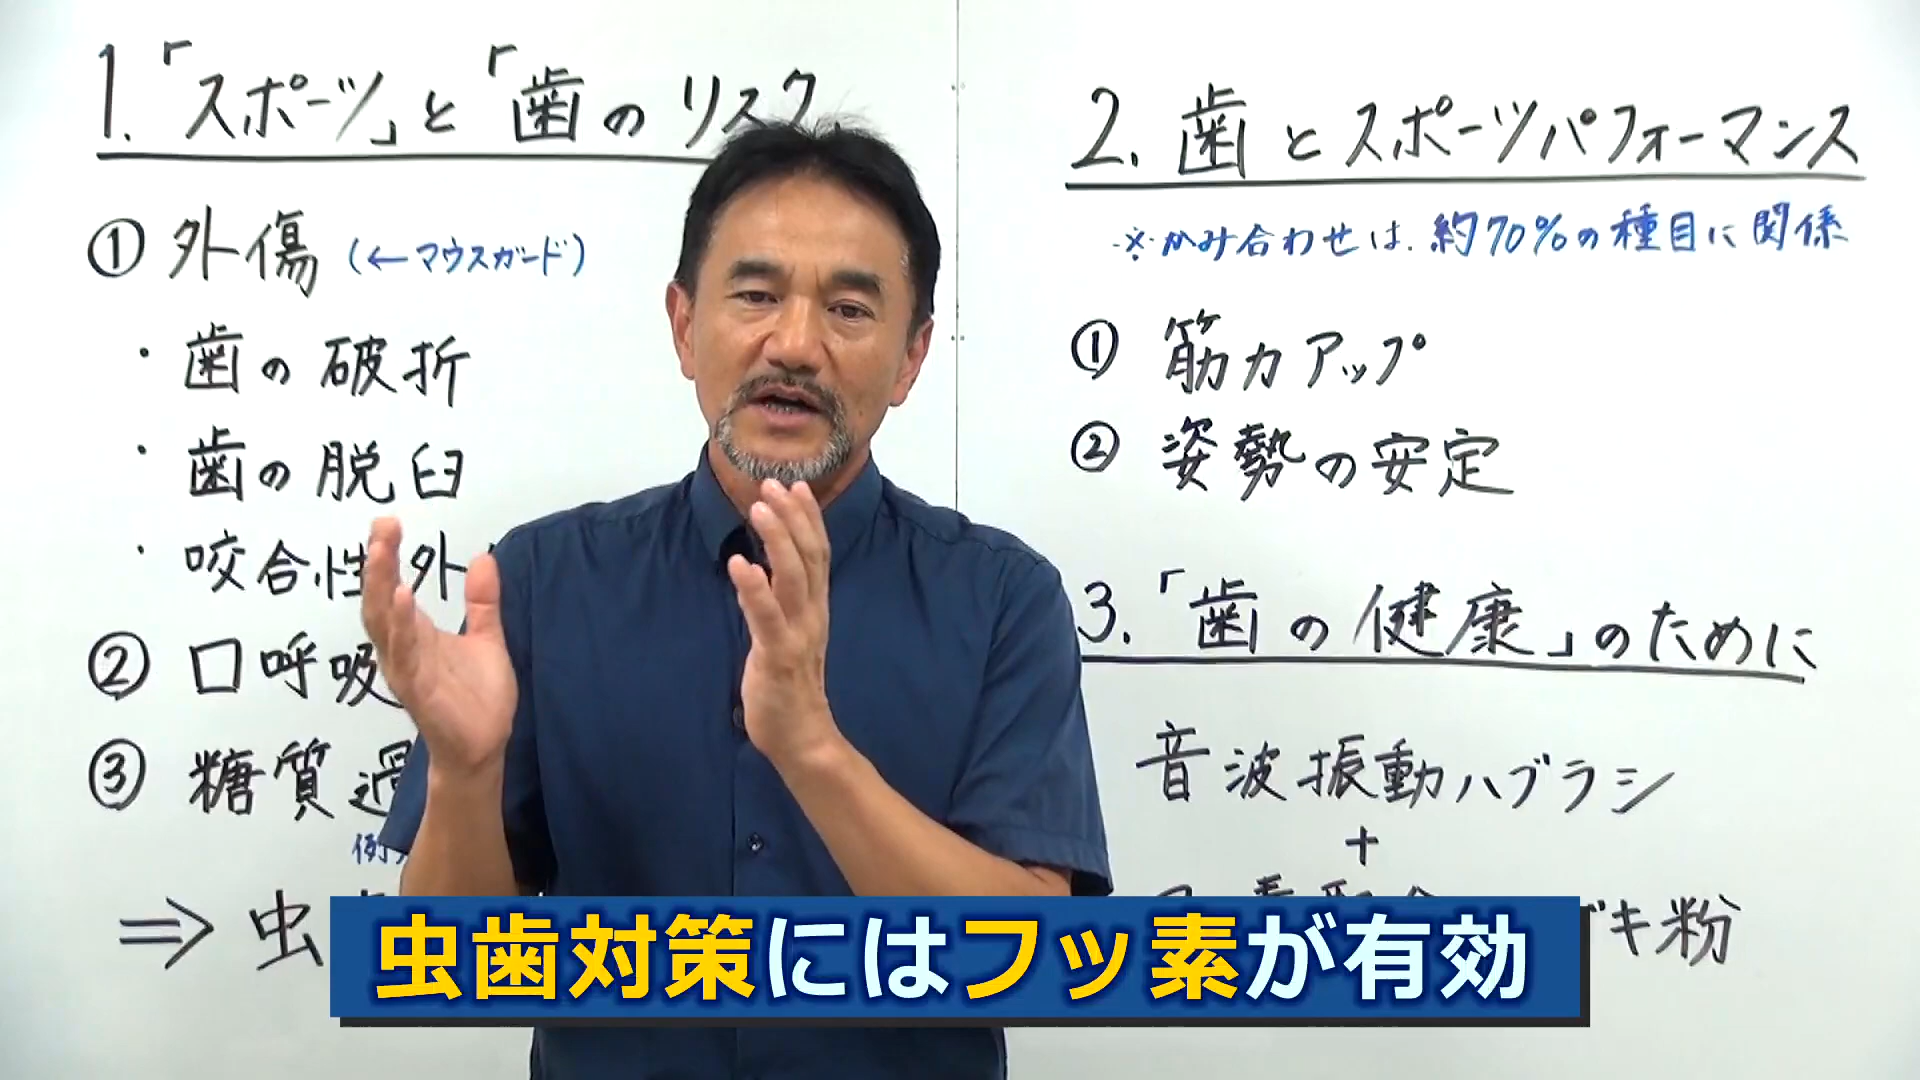 1.「スポーツ」と「歯のリスク
①外傷(←マウスガード)
・歯の破折
・歯の脱臼
・咬合性外
②口呼吸
③糖質過
例
⇒虫
2.歯とスポーツパフォーマンス
※かみ合わせは、約70%の種目に関係
①筋力アップ
②姿勢の安定
3.「歯の健康」のために
音波振動ハブラシ
+
キ粉
虫歯対策にはフッ素が有効